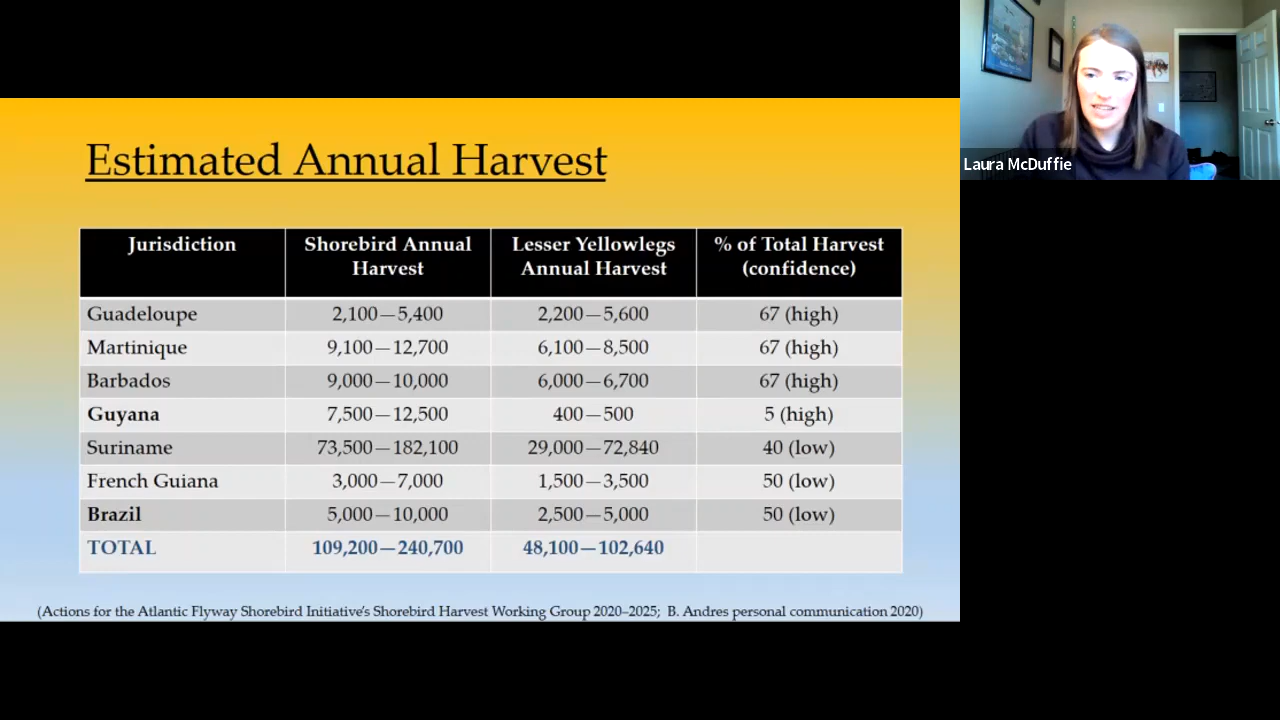 Estimated Annual Harvest
Jurisdiction
Shorebird Annual
Harvest
Lesser Yellowlegs
Annual Harvest
% of Total Harvest
(confidence)
Guadeloupe 2,100—5,400 2,200—5,600 67 (high)
Martinique 9,100—12,700 6,100—8,500 67 (high)
Barbados 9,000—10,000 6,000—6,700 67 (high)
Guyana 7,500—12,500 400—500 5 (high)
Suriname 73,500—182,100 29,000—72,840 40 (low)
French Guiana 3,000—7,000 1,500—3,500 50 (low)
Brazil 5,000—10,000 2,500—5,000 50 (low)
TOTAL 109,200—240,700 48,100—102,640
(Actions for the Atlantic Flyway Shorebird Initiative's Shorebird Harvest Working Group 2020–2025; B. Andres personal communication 2020)
Laura McDuffie